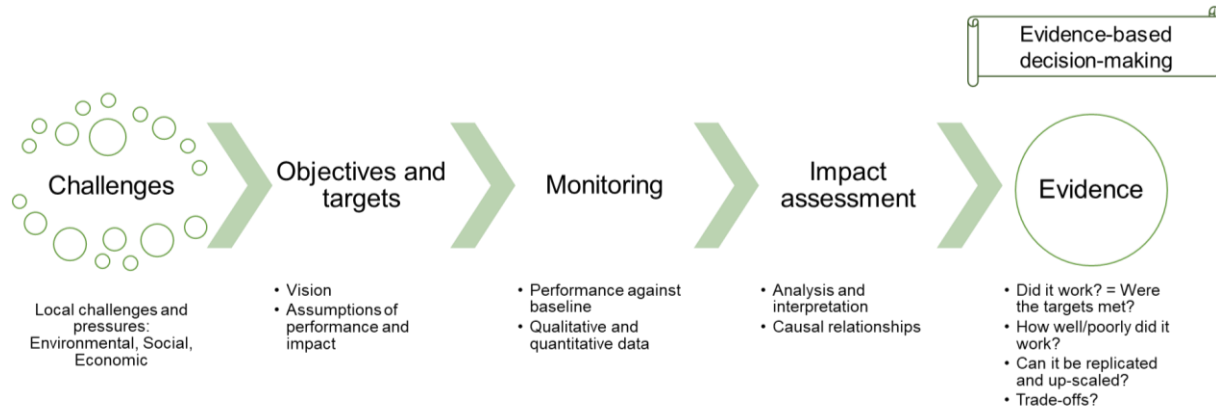 Evidence-based
decision-making
Challenges
Objectives and
targets
Monitoring
Impact
assessment
Evidence
Local challenges and
pressures:
Environmental, Social,
Economic
• Vision
• Assumptions of
performance and
impact
• Performance against
baseline
• Qualitative and
quantitative data
• Analysis and
interpretation
• Causal relationships
• Did it work? = Were
the targets met?
• How well/poorly did it
work?
• Can it be replicated
and up-scaled?
• Trade-offs?